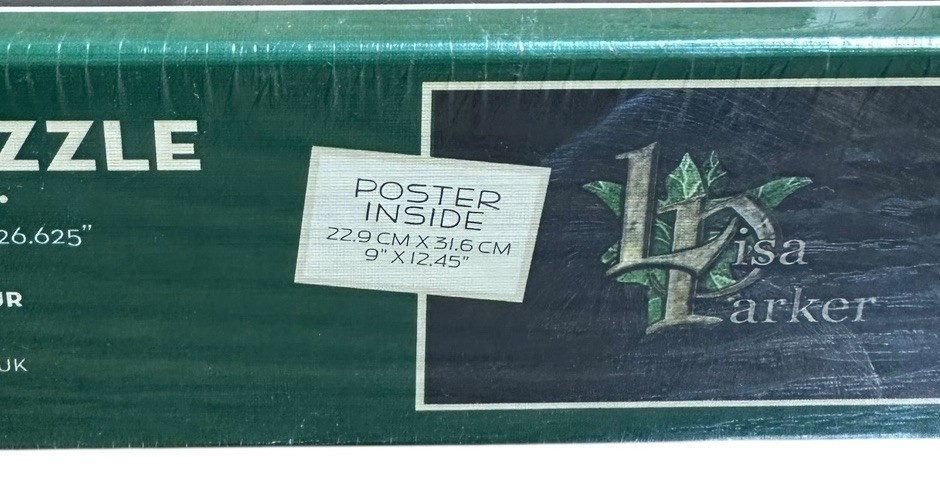 ZZLE
26.625”
UR
UK
POSTER
INSIDE
22.9 CM X 31.6 CM
9” X 12.45”
Lisa
Parker